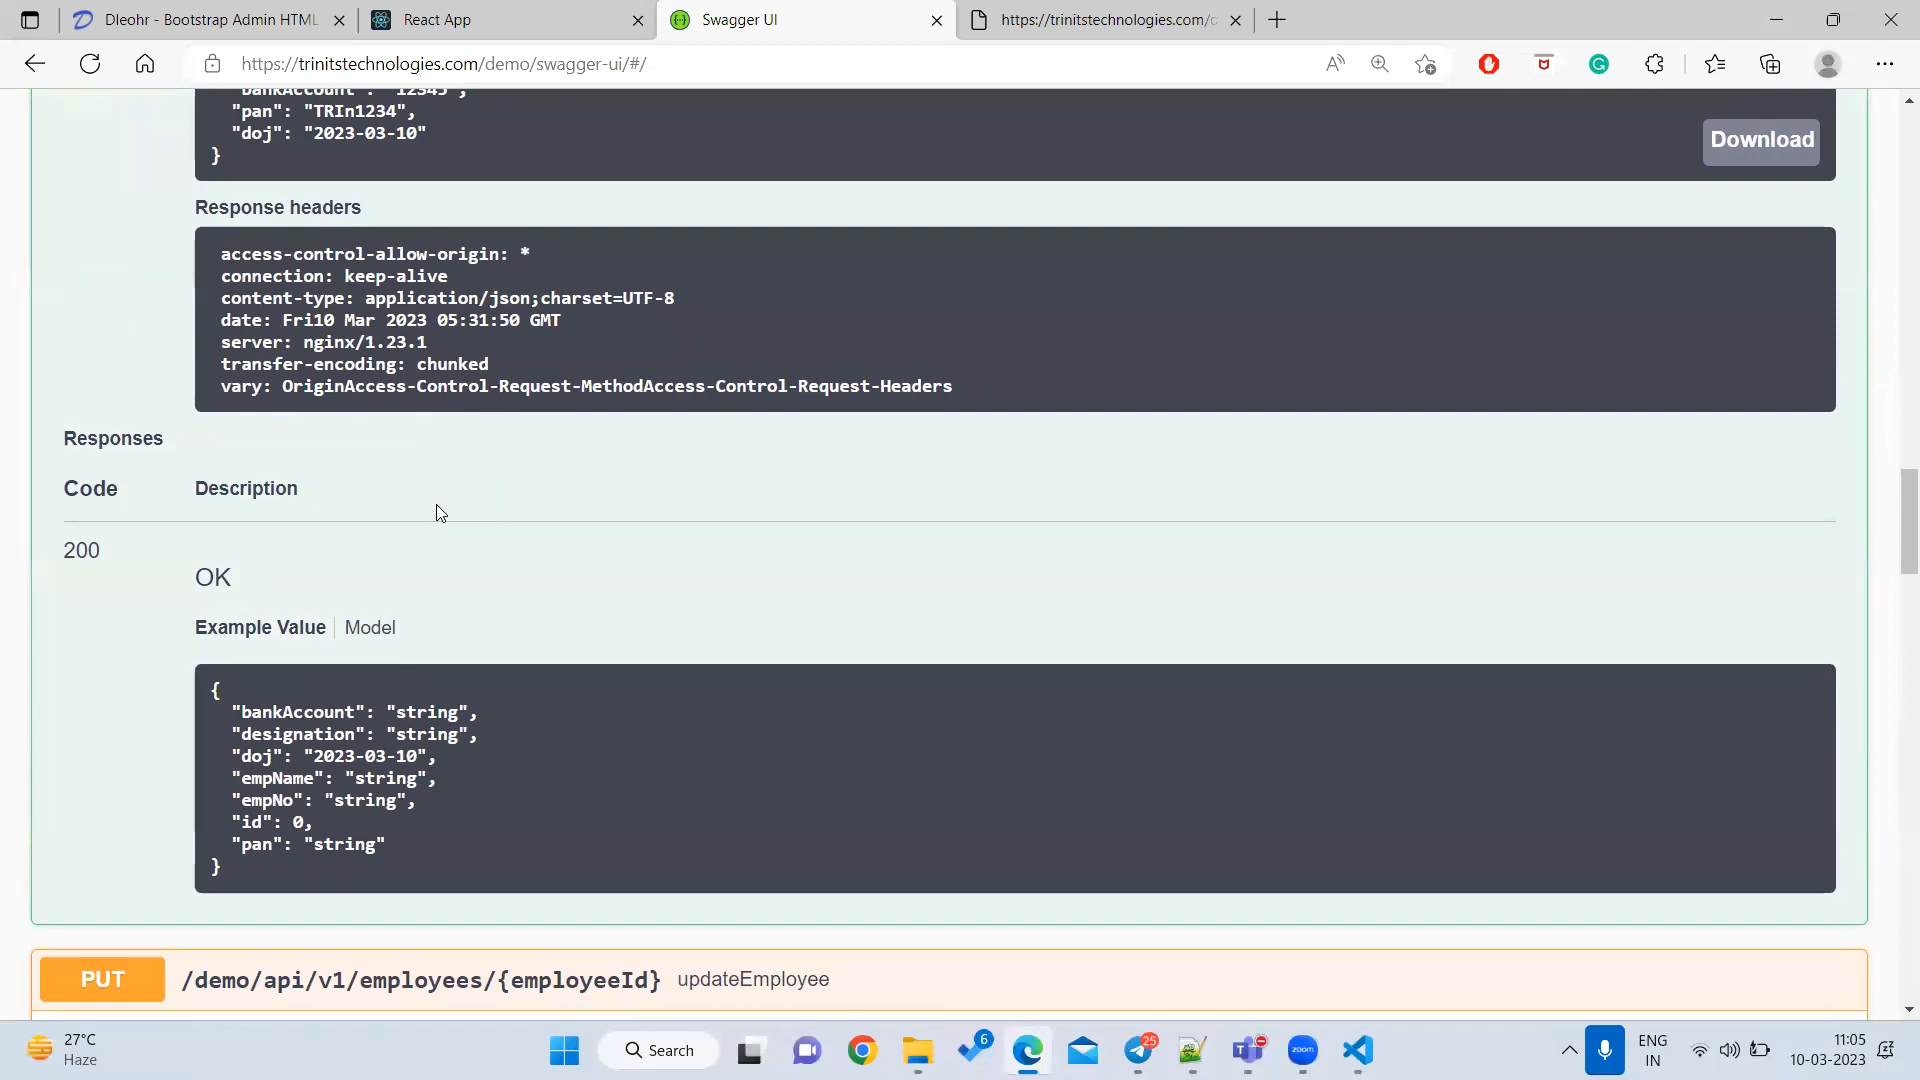 Dleohr - Bootstrap Admin HTML
React App
Swagger UI
https://trinitstechnologies.com/
https://trinitstechnologies.com/demo/swagger-ui/#/
"bankAccount": "12345",
"pan": "TRIn1234",
"doj": "2023-03-10"
}
Download
Response headers
access-control-allow-origin: *
connection: keep-alive
content-type: application/json;charset=UTF-8
date: Fri10 Mar 2023 05:31:50 GMT
server: nginx/1.23.1
transfer-encoding: chunked
vary: OriginAccess-Control-Request-MethodAccess-Control-Request-Headers
Responses
Code Description
200
OK
Example Value Model
{
"bankAccount": "string",
"designation": "string",
"doj": "2023-03-10",
"empName": "string",
"empNo": "string",
"id": 0,
"pan": "string"
}
PUT /demo/api/v1/employees/{employeeId} updateEmployee
27°C
Haze
Search
6
25
zoom
ENG
IN
11:05
10-03-2023